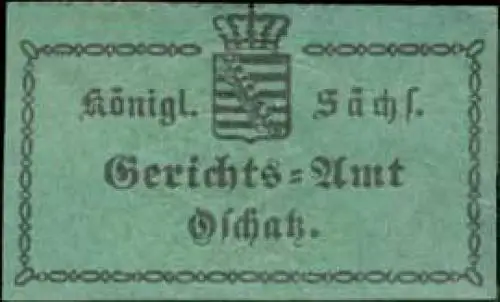 Königl. Sächs.
Gerichts-Amt
Oschatz.